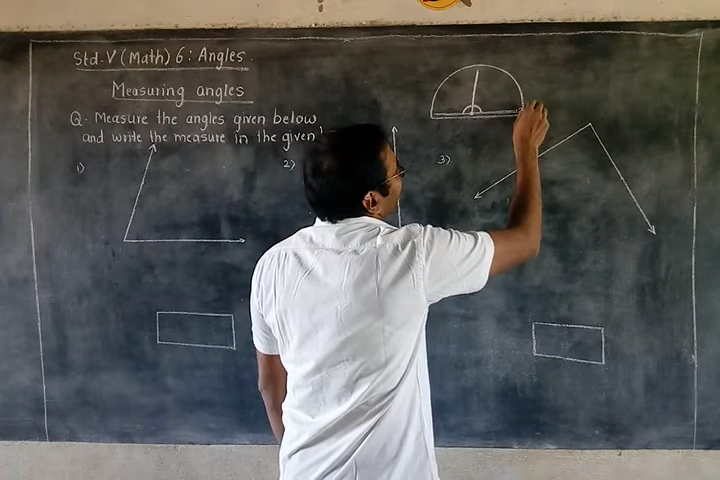 Std. V (Math) 6: Angles
Measuring angles
Q. Measure the angles given below
and write the measure in the given
1)
2)
3)